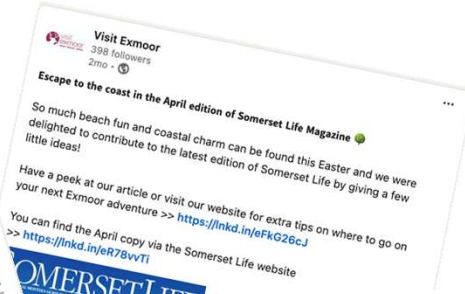 visit
exmoor
Visit Exmoor
398 followers
2mo •
Escape to the coast in the April edition of Somerset Life Magazine
So much beach fun and coastal charm can be found this Easter and we were
delighted to contribute to the latest edition of Somerset Life by giving a few
little ideas!
Have a peek at our article or visit our website for extra tips on where to go on
your next Exmoor adventure >> https://lnkd.in/eFkG26cJ
You can find the April copy via the Somerset Life website
>> https://lnkd.in/eR78vvTi
OMERSET LIF